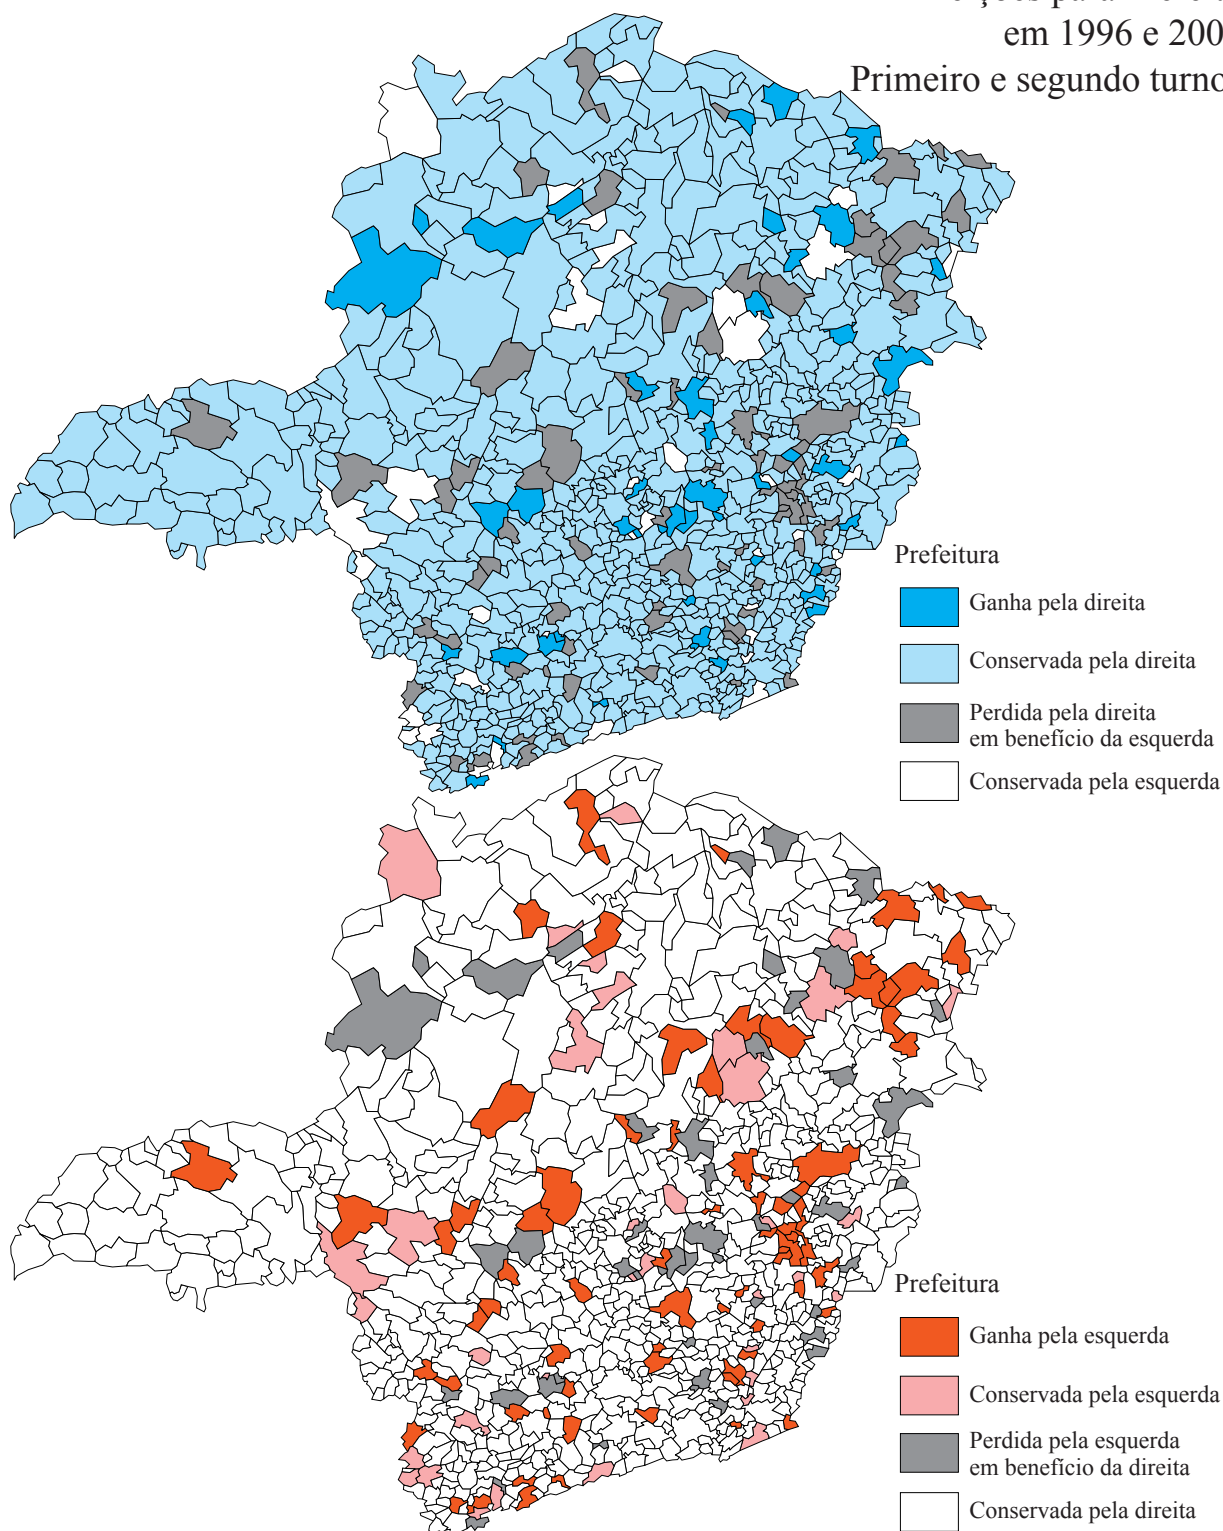 em 1996 e 200
Primeiro e segundo turno
Prefeitura
Ganha pela direita
Conservada pela direita
Perdida pela direita
em benefício da esquerda
Conservada pela esquerda
Prefeitura
Ganha pela esquerda
Conservada pela esquerda
Perdida pela esquerda
em benefício da direita
Conservada pela direita